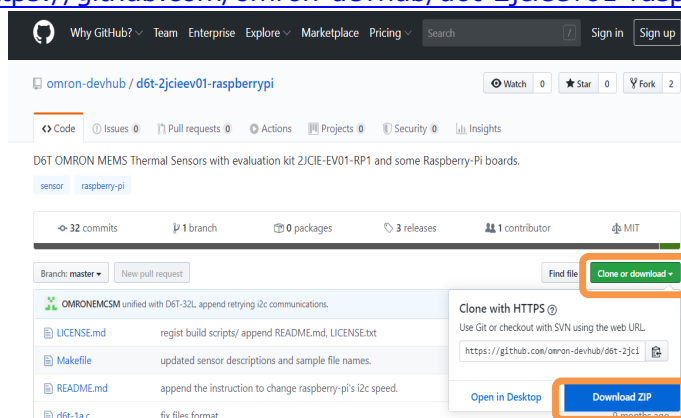 Why GitHub? Team Enterprise Explore Marketplace Pricing Search / Sign in Sign up
omron-devhub / d6t-2jcieev01-raspberrypi Watch 0 Star 0 Fork 2
Code Issues 0 Pull requests 0 Actions Projects 0 Security 0 Insights
D6T OMRON MEMS Thermal Sensors with evaluation kit 2JCIE-EV01-RP1 and some Raspberry-Pi boards.
sensor raspberry-pi
32 commits 1 branch 0 packages 3 releases 1 contributor MIT
Branch: master New pull request Find file Clone or download
OMRONEMCSM unified with D6T-32L, append retrying i2c communications.
Clone with HTTPS
Use Git or checkout with SVN using the web URL.
https://github.com/omron-devhub/d6t-2jci
Open in Desktop Download ZIP
LICENSE.md regist build scripts/ append README.md, LICENSE.txt
Makefile updated sensor descriptions and sample file names.
README.md append the instruction to change raspberry-pi's i2c speed.
d6t-1a.c fix files format. 9 months ago